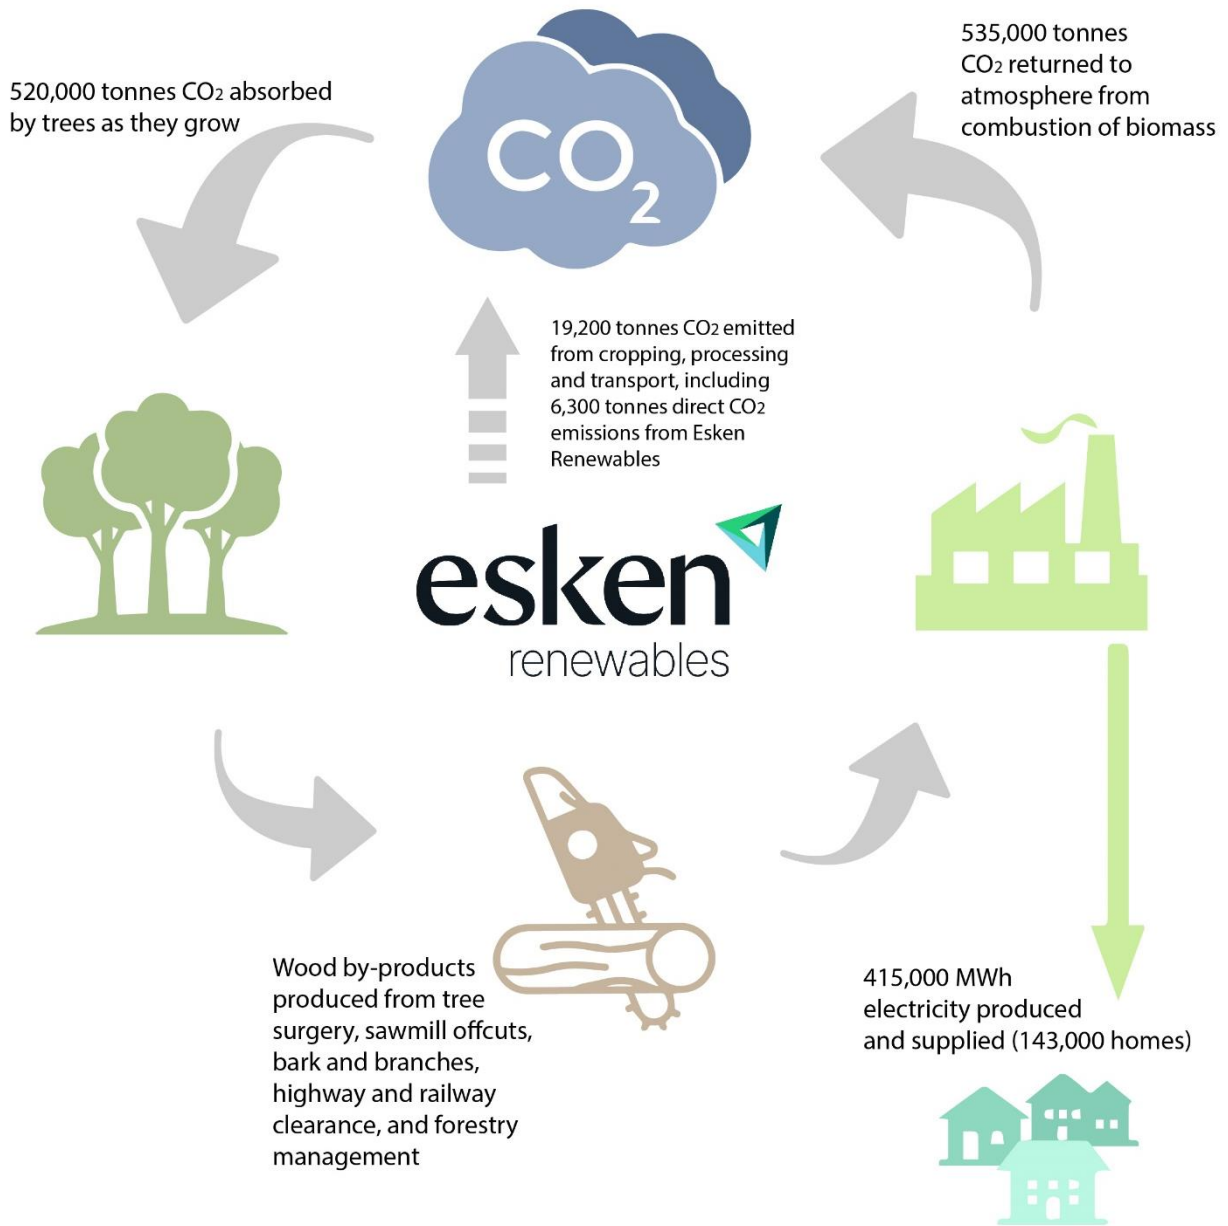 520,000 tonnes CO₂ absorbed
by trees as they grow
CO₂
535,000 tonnes
CO₂ returned to
atmosphere from
combustion of biomass
19,200 tonnes CO₂ emitted
from cropping, processing
and transport, including
6,300 tonnes direct CO₂
emissions from Esken
Renewables
esken
renewables
Wood by-products
produced from tree
surgery, sawmill offcuts,
bark and branches,
highway and railway
clearance, and forestry
management
415,000 MWh
electricity produced
and supplied (143,000 homes)